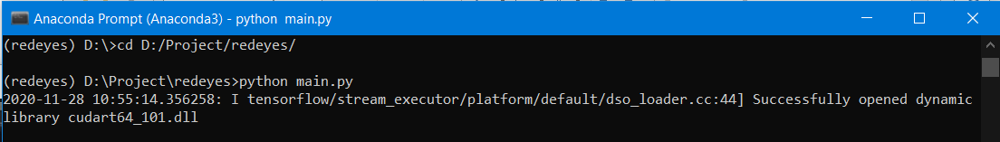 Anaconda Prompt (Anaconda3) - python  main.py
(redeyes) D:\>cd D:/Project/redeyes/
(redeyes) D:\Project\redeyes>python main.py
2020-11-28 10:55:14.356258: I tensorflow/stream_executor/platform/default/dso_loader.cc:44] Successfully opened dynamic
library cudart64_101.dll